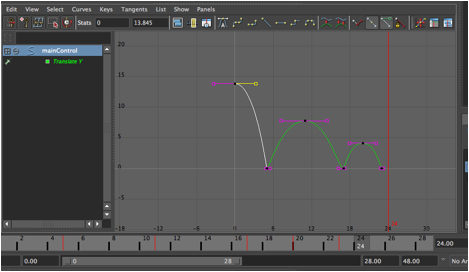 Edit View Select Curves Keys Tangents List Show Panels
Stats 0 13.845
mainControl
Translate Y
20
15
10
5
0
-5
-18 -12 -6 0 6 12 18 24 30
2 4 6 8 10 12 14 16 18 20 22 24 26 28
24
24.00
0.00 0 28 28.00 48.00 No An